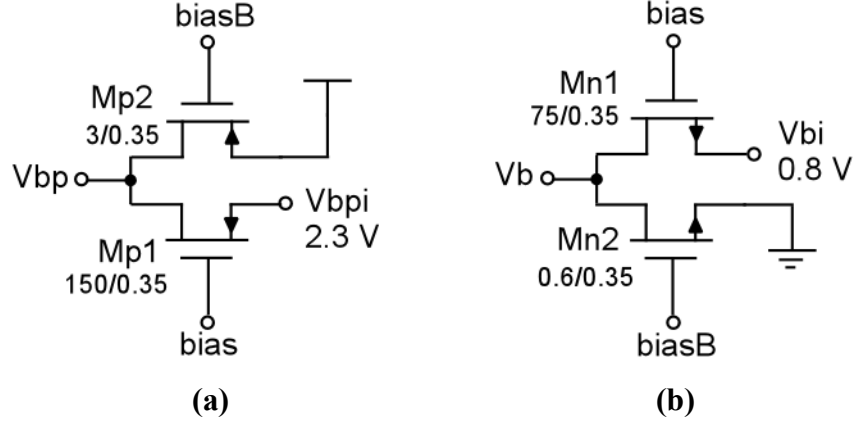 biasB
Mp2
3/0.35
Vbp
Vbpi
2.3 V
Mp1
150/0.35
bias
(a)
bias
Mn1
75/0.35
Vbi
0.8 V
Vb
Mn2
0.6/0.35
biasB
(b)